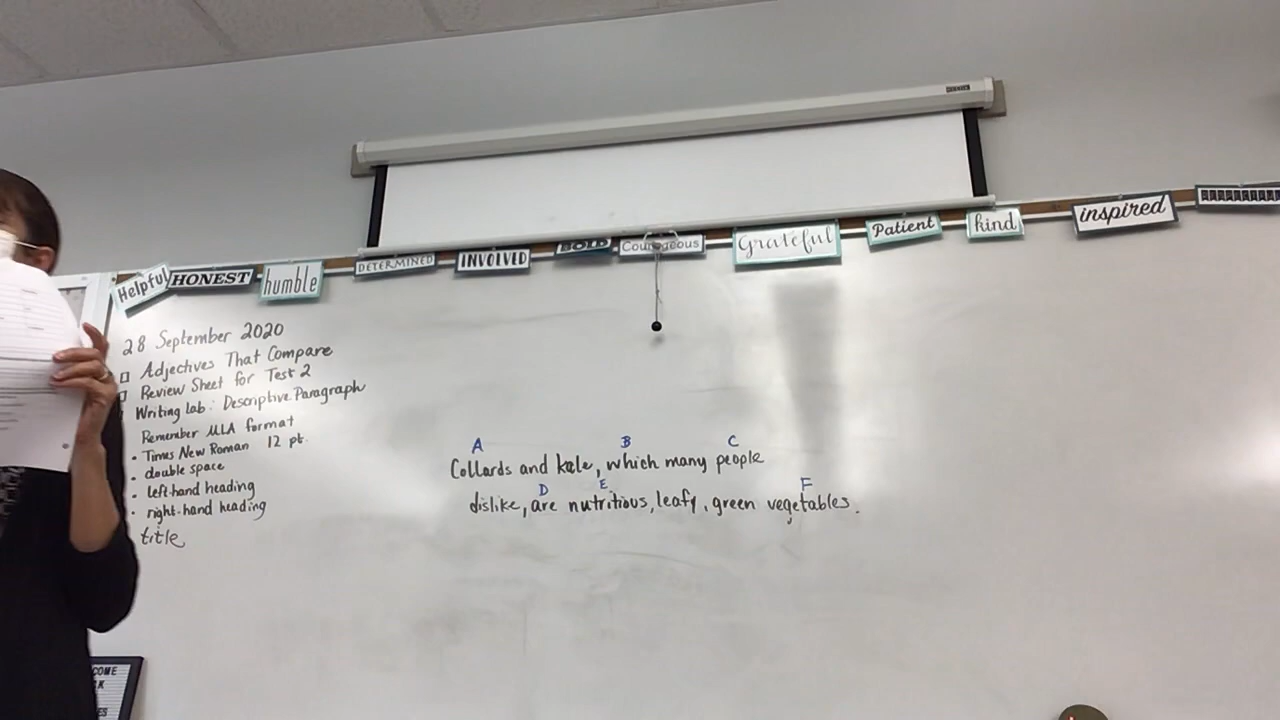 Helpful
HONEST
humble
DETERMINED
INVOLVED
BOLD
Courageous
Grateful
Patient
kind
inspired
28 September 2020
Adjectives That Compare
Review Sheet for Test 2
Writing Lab: Descriptive Paragraph
Remember MLA format
• Times New Roman 12 pt.
• double space
• left-hand heading
• right-hand heading
title
A B C
Collards and kale, which many people
D E F
dislike, are nutritious, leafy, green vegetables.
COME